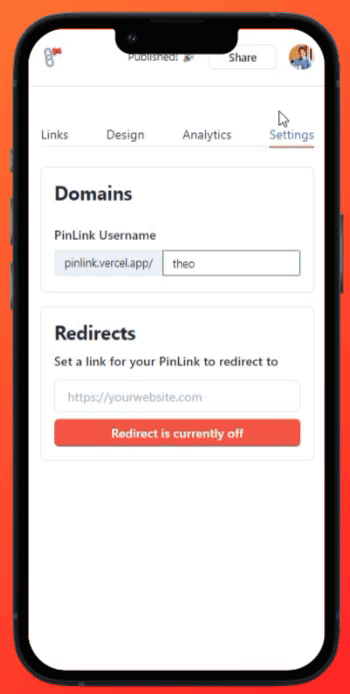 Published! 🎉
Share
Links
Design
Analytics
Settings
Domains
PinLink Username
pinlink.vercel.app/
theo
Redirects
Set a link for your PinLink to redirect to
https://yourwebsite.com
Redirect is currently off